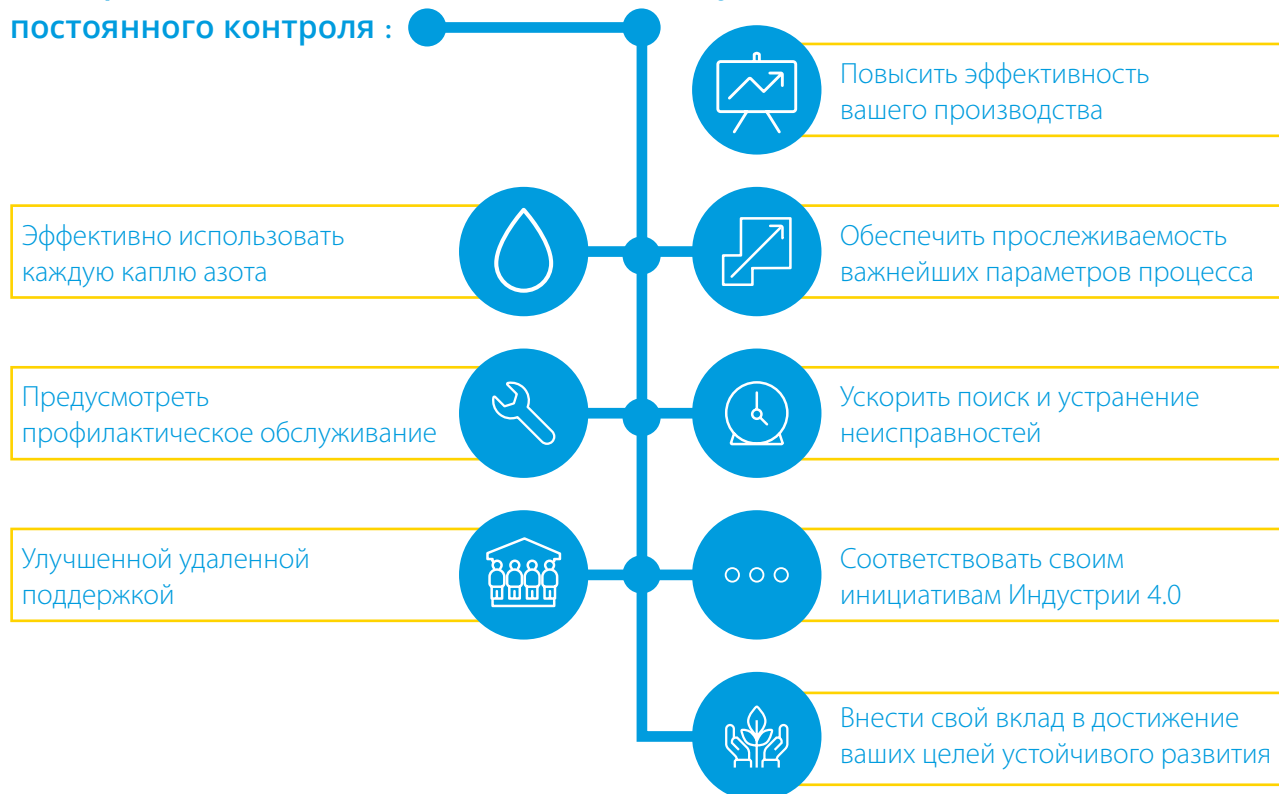 постоянного контроля :
Повысить эффективность
вашего производства
Эффективно использовать
каждую каплю азота
Обеспечить прослеживаемость
важнейших параметров процесса
Предусмотреть
профилактическое обслуживание
Ускорить поиск и устранение
неисправностей
Улучшенной удаленной
поддержкой
Соответствовать своим
инициативам Индустрии 4.0
Внести свой вклад в достижение
ваших целей устойчивого развития